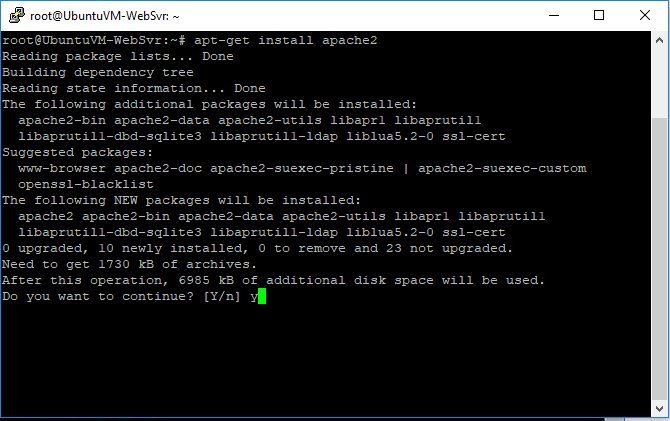 root@UbuntuVM-WebSvr: ~
root@UbuntuVM-WebSvr:~# apt-get install apache2
Reading package lists... Done
Building dependency tree
Reading state information... Done
The following additional packages will be installed:
  apache2-bin apache2-data apache2-utils libapr1 libaprutil1
  libaprutil1-dbd-sqlite3 libaprutil1-ldap liblua5.2-0 ssl-cert
Suggested packages:
  www-browser apache2-doc apache2-suexec-pristine | apache2-suexec-custom
  openssl-blacklist
The following NEW packages will be installed:
  apache2 apache2-bin apache2-data apache2-utils libapr1 libaprutil1
  libaprutil1-dbd-sqlite3 libaprutil1-ldap liblua5.2-0 ssl-cert
0 upgraded, 10 newly installed, 0 to remove and 23 not upgraded.
Need to get 1730 kB of archives.
After this operation, 6985 kB of additional disk space will be used.
Do you want to continue? [Y/n] y